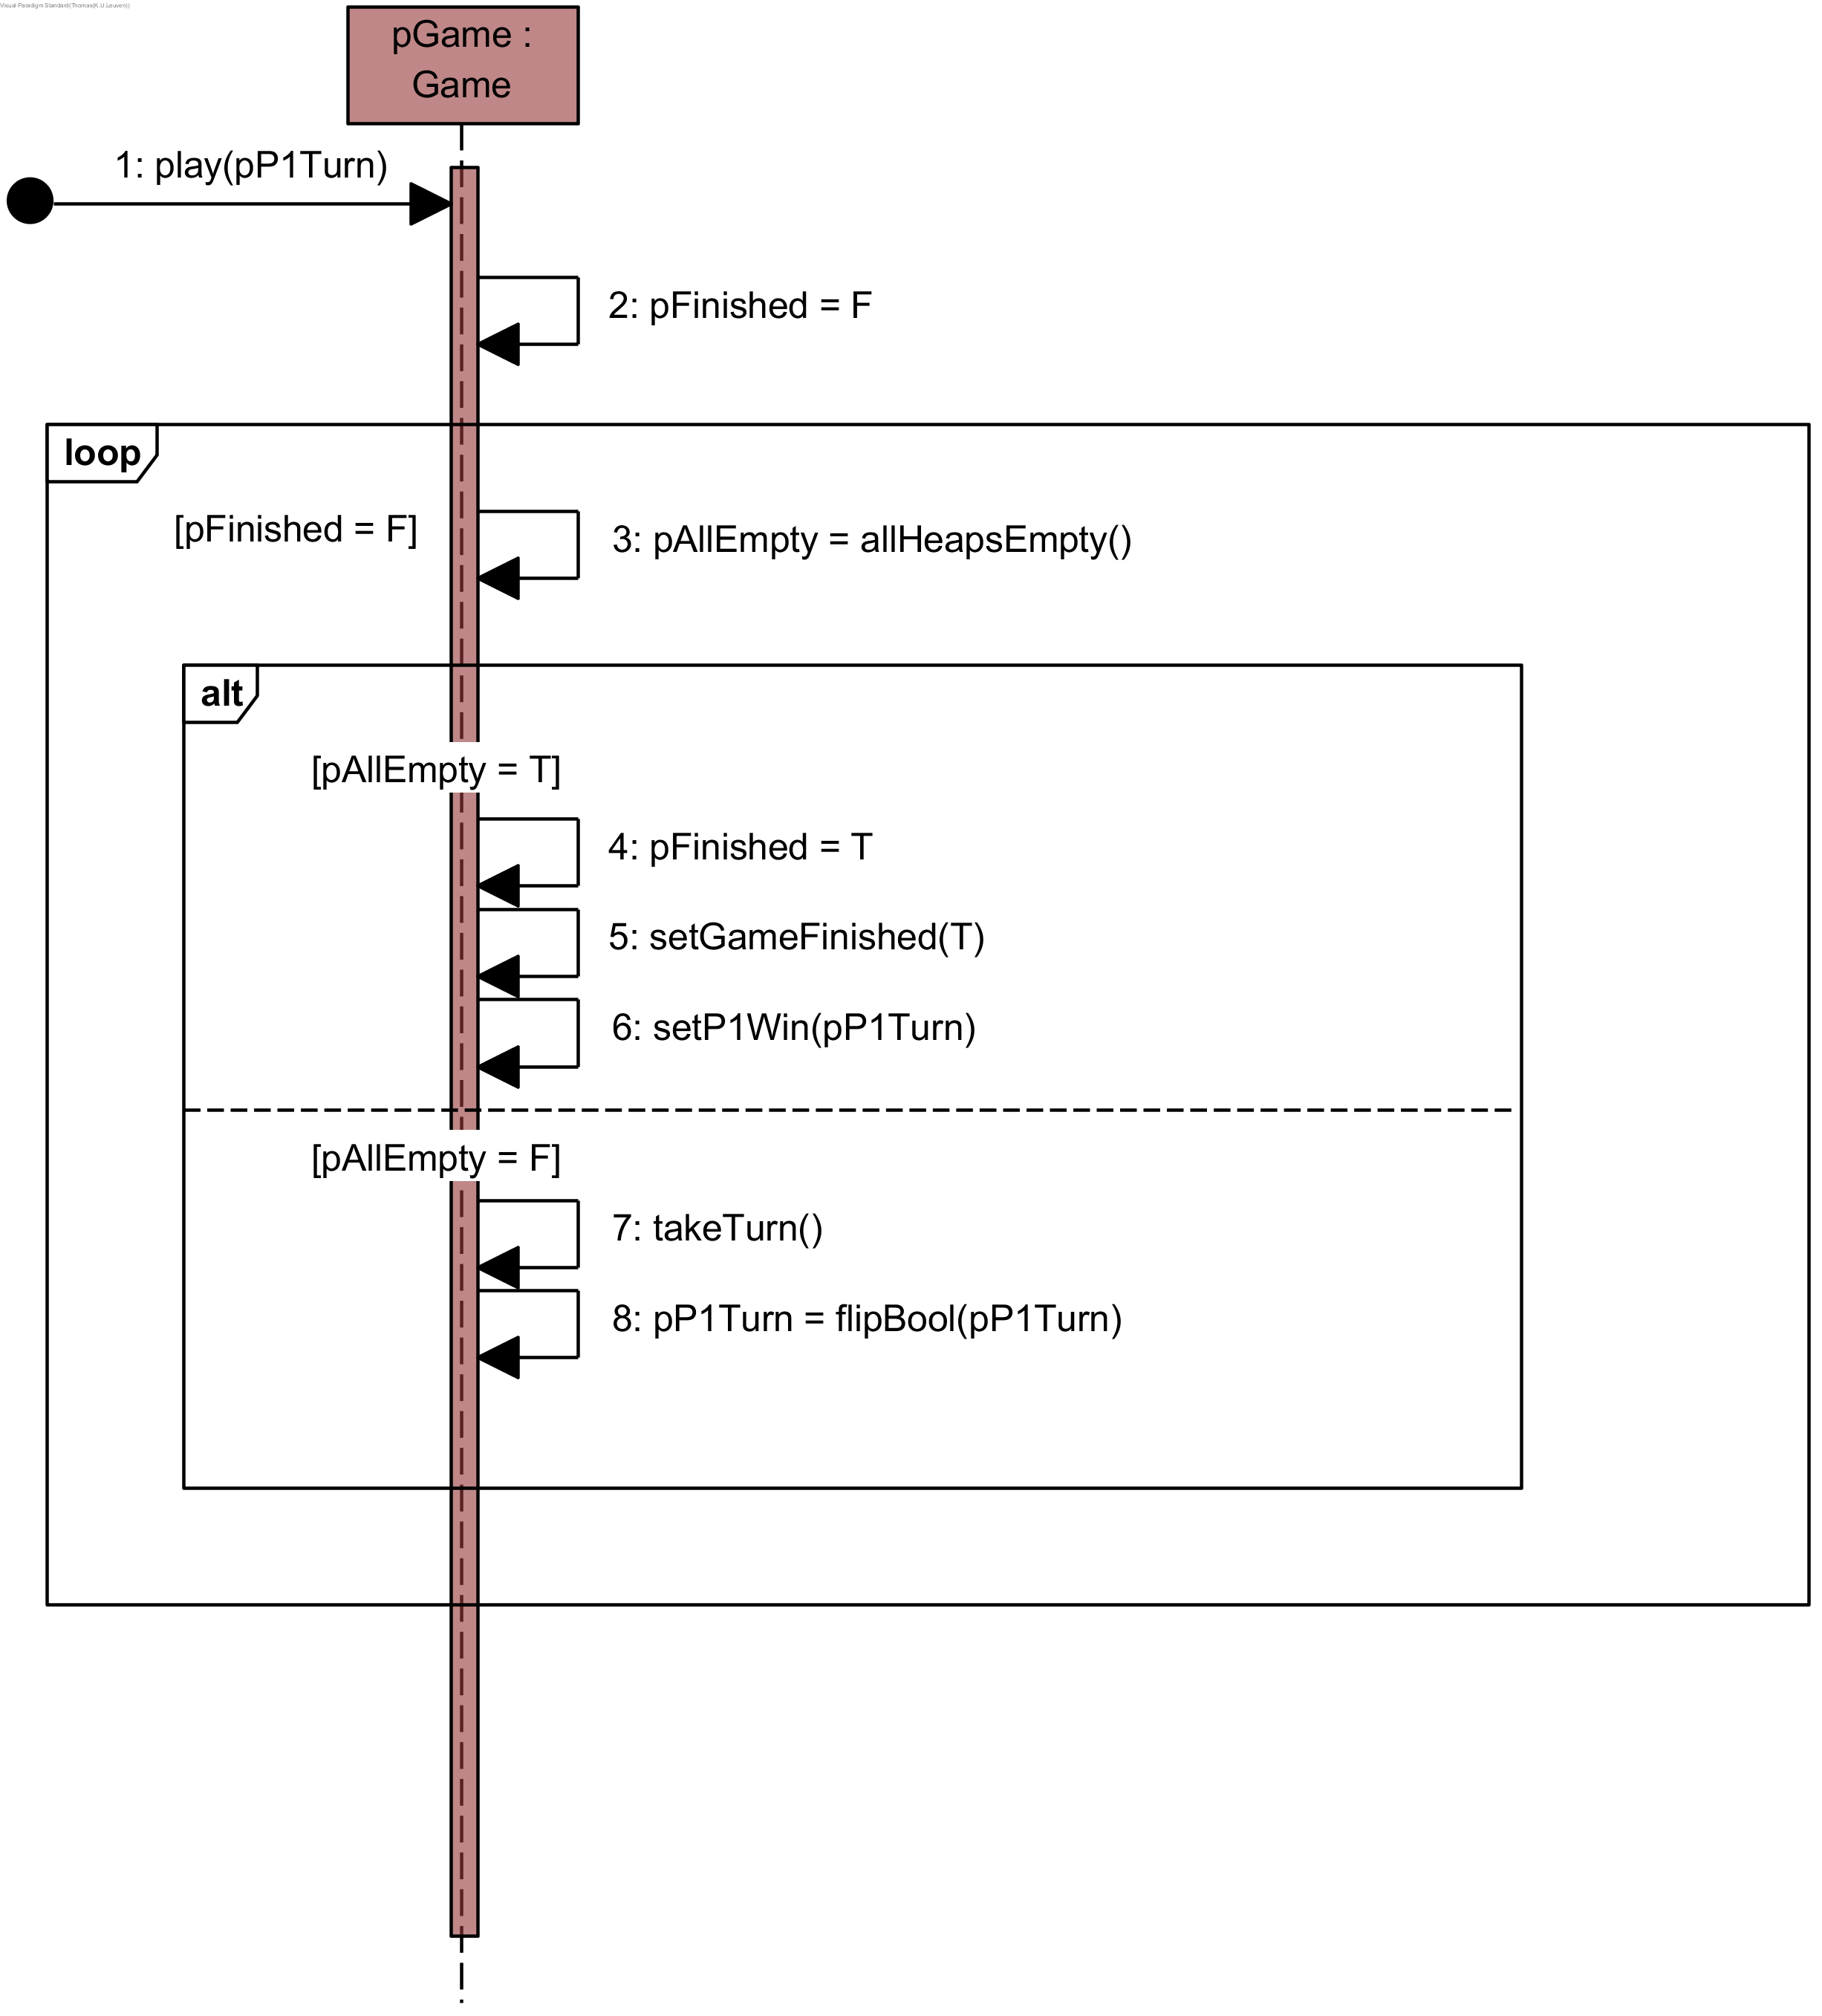 Visual Paradigm Standard(Thomas(K.U.Leuven))
pGame :
Game
1: play(pP1Turn)
2: pFinished = F
loop
[pFinished = F]
3: pAllEmpty = allHeapsEmpty()
alt
[pAllEmpty = T]
4: pFinished = T
5: setGameFinished(T)
6: setP1Win(pP1Turn)
[pAllEmpty = F]
7: takeTurn()
8: pP1Turn = flipBool(pP1Turn)